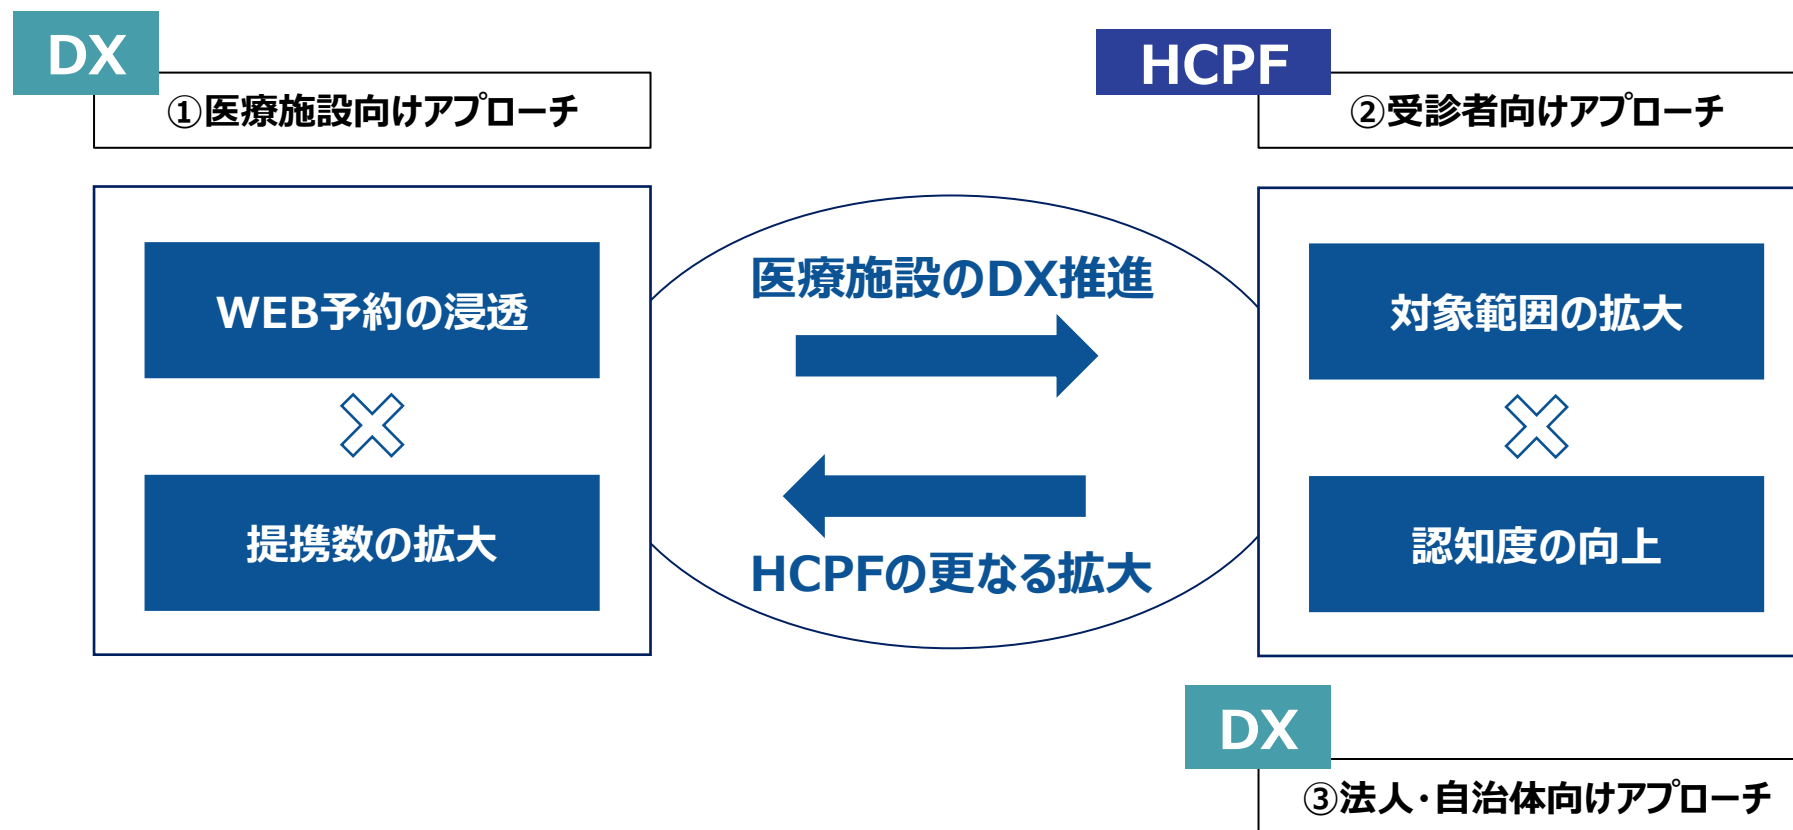 DX
①医療施設向けアプローチ
WEB予約の浸透
提携数の拡大
医療施設のDX推進
HCPFの更なる拡大
HCPF
②受診者向けアプローチ
対象範囲の拡大
認知度の向上
DX
③法人・自治体向けアプローチ